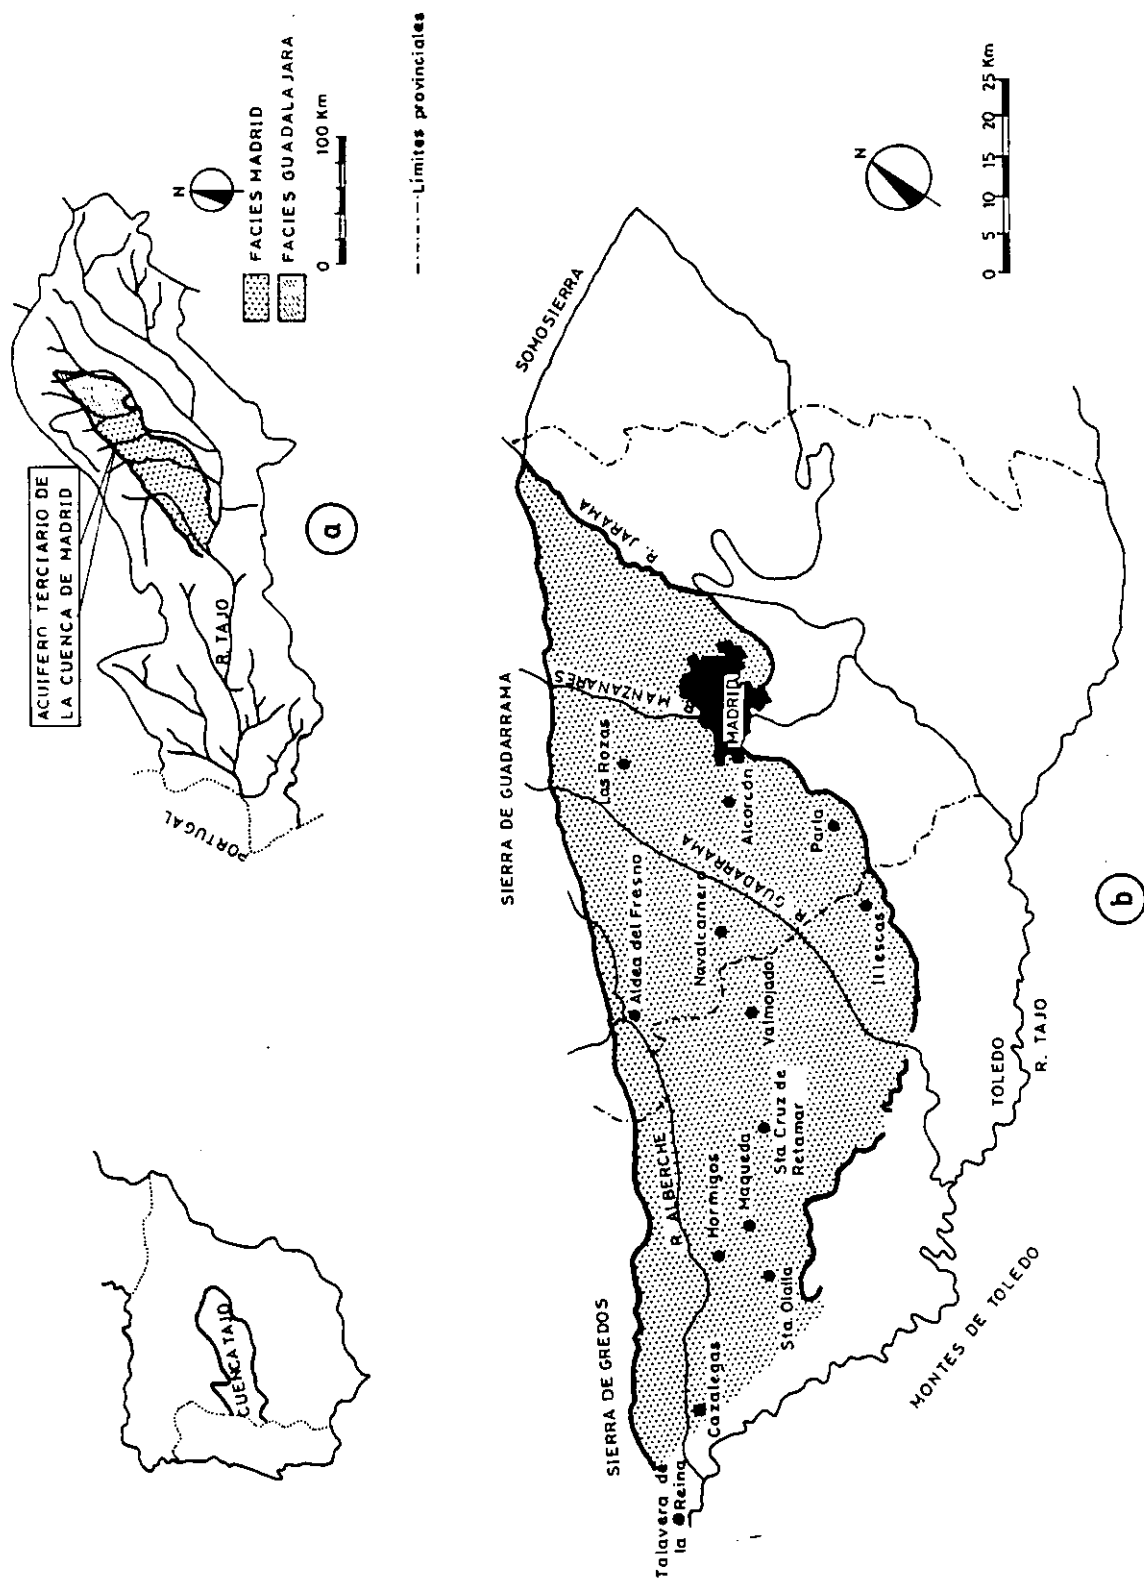 CUENCA TAJO
ACUIFERO TERCIARIO DE
LA CUENCA DE MADRID
PORTUGAL
R. TAJO
a
N
FACIES MADRID
FACIES GUADALAJARA
0 100 Km
Límites provinciales
SIERRA DE GREDOS
SIERRA DE GUADARRAMA
SOMOSIERRA
R. JARAMA
R. MANZANARES
MADRID
Las Rozas
Alcorcón
Parla
R. GUADARRAMA
Aldea del Fresno
Navalcarnero
Illescas
Valmojado
R. ALBERCHE
Sta Cruz de
Retamar
Maqueda
Hormigos
Sta Olalla
Cazalegas
Talavera de
la Reina
MONTES DE TOLEDO
TOLEDO
R. TAJO
b
N
0 5 10 15 20 25 Km